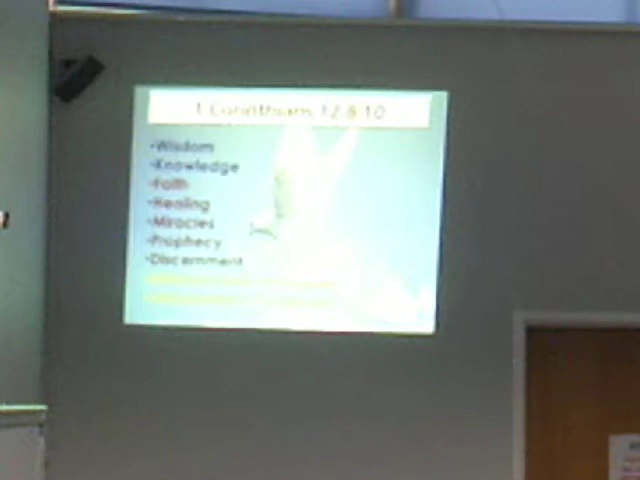 1 Corinthians 12:8-10
•Wisdom
•Knowledge
•Faith
•Healing
•Miracles
•Prophecy
•Discernment